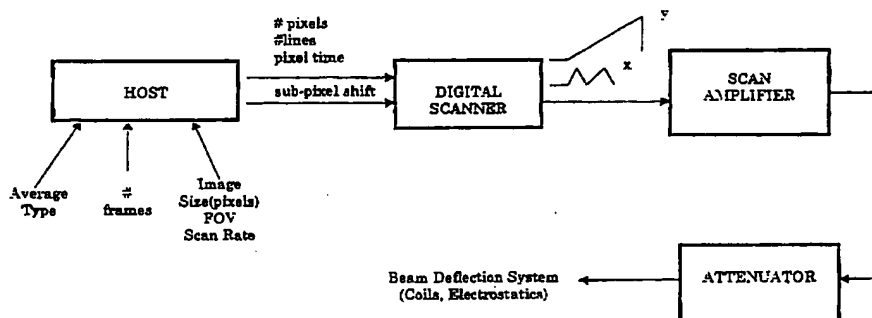 # pixels
#lines
pixel time
sub-pixel shift
y
x
HOST
DIGITAL
SCANNER
SCAN
AMPLIFIER
Average
Type
#
frames
Image
Size(pixels)
FOV
Scan Rate
Beam Deflection System
(Coils, Electrostatics)
ATTENUATOR